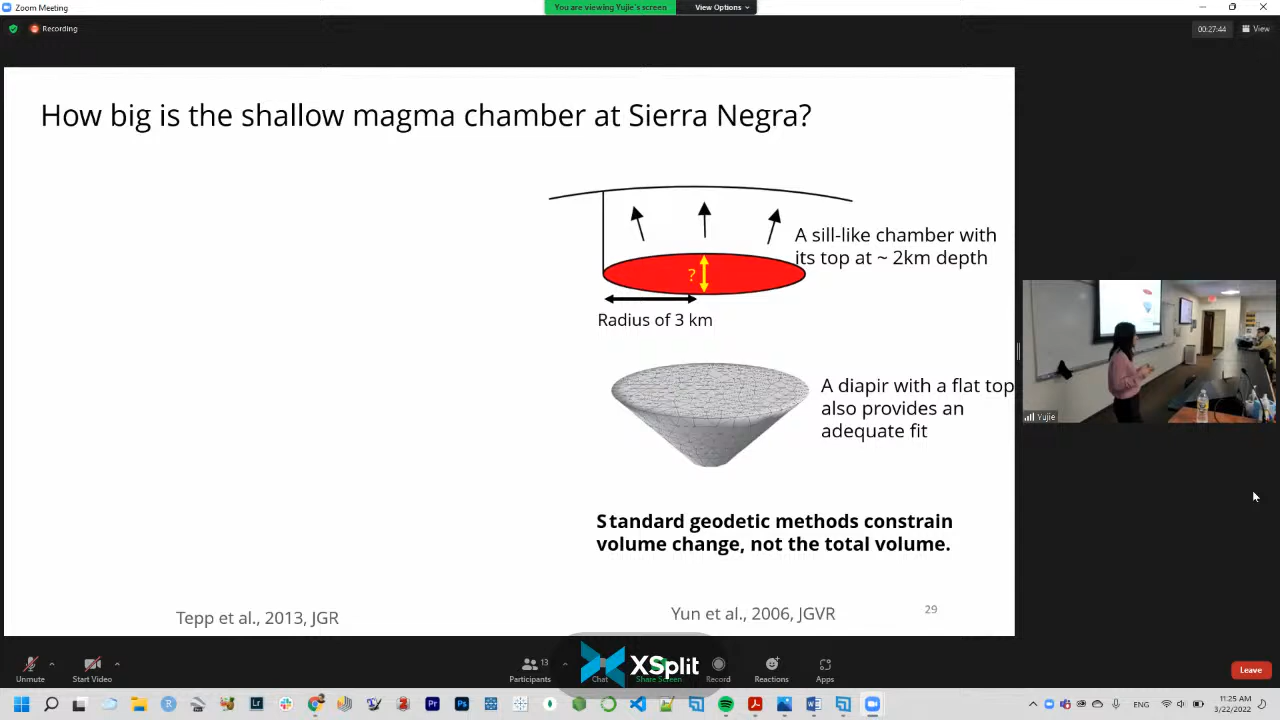 Zoom Meeting
You are viewing Yujie's screen
View Options
Recording
00:27:44
View
How big is the shallow magma chamber at Sierra Negra?
A sill-like chamber with
its top at ~ 2km depth
?
Radius of 3 km
A diapir with a flat top
also provides an
adequate fit
Yujie
Standard geodetic methods constrain
volume change, not the total volume.
Tepp et al., 2013, JGR
Yun et al., 2006, JGVR
29
XSplit
Unmute
Start Video
13
Participants
Chat
Share Screen
Record
Reactions
Apps
Leave
ENG
11:25 AM
3/22/2022